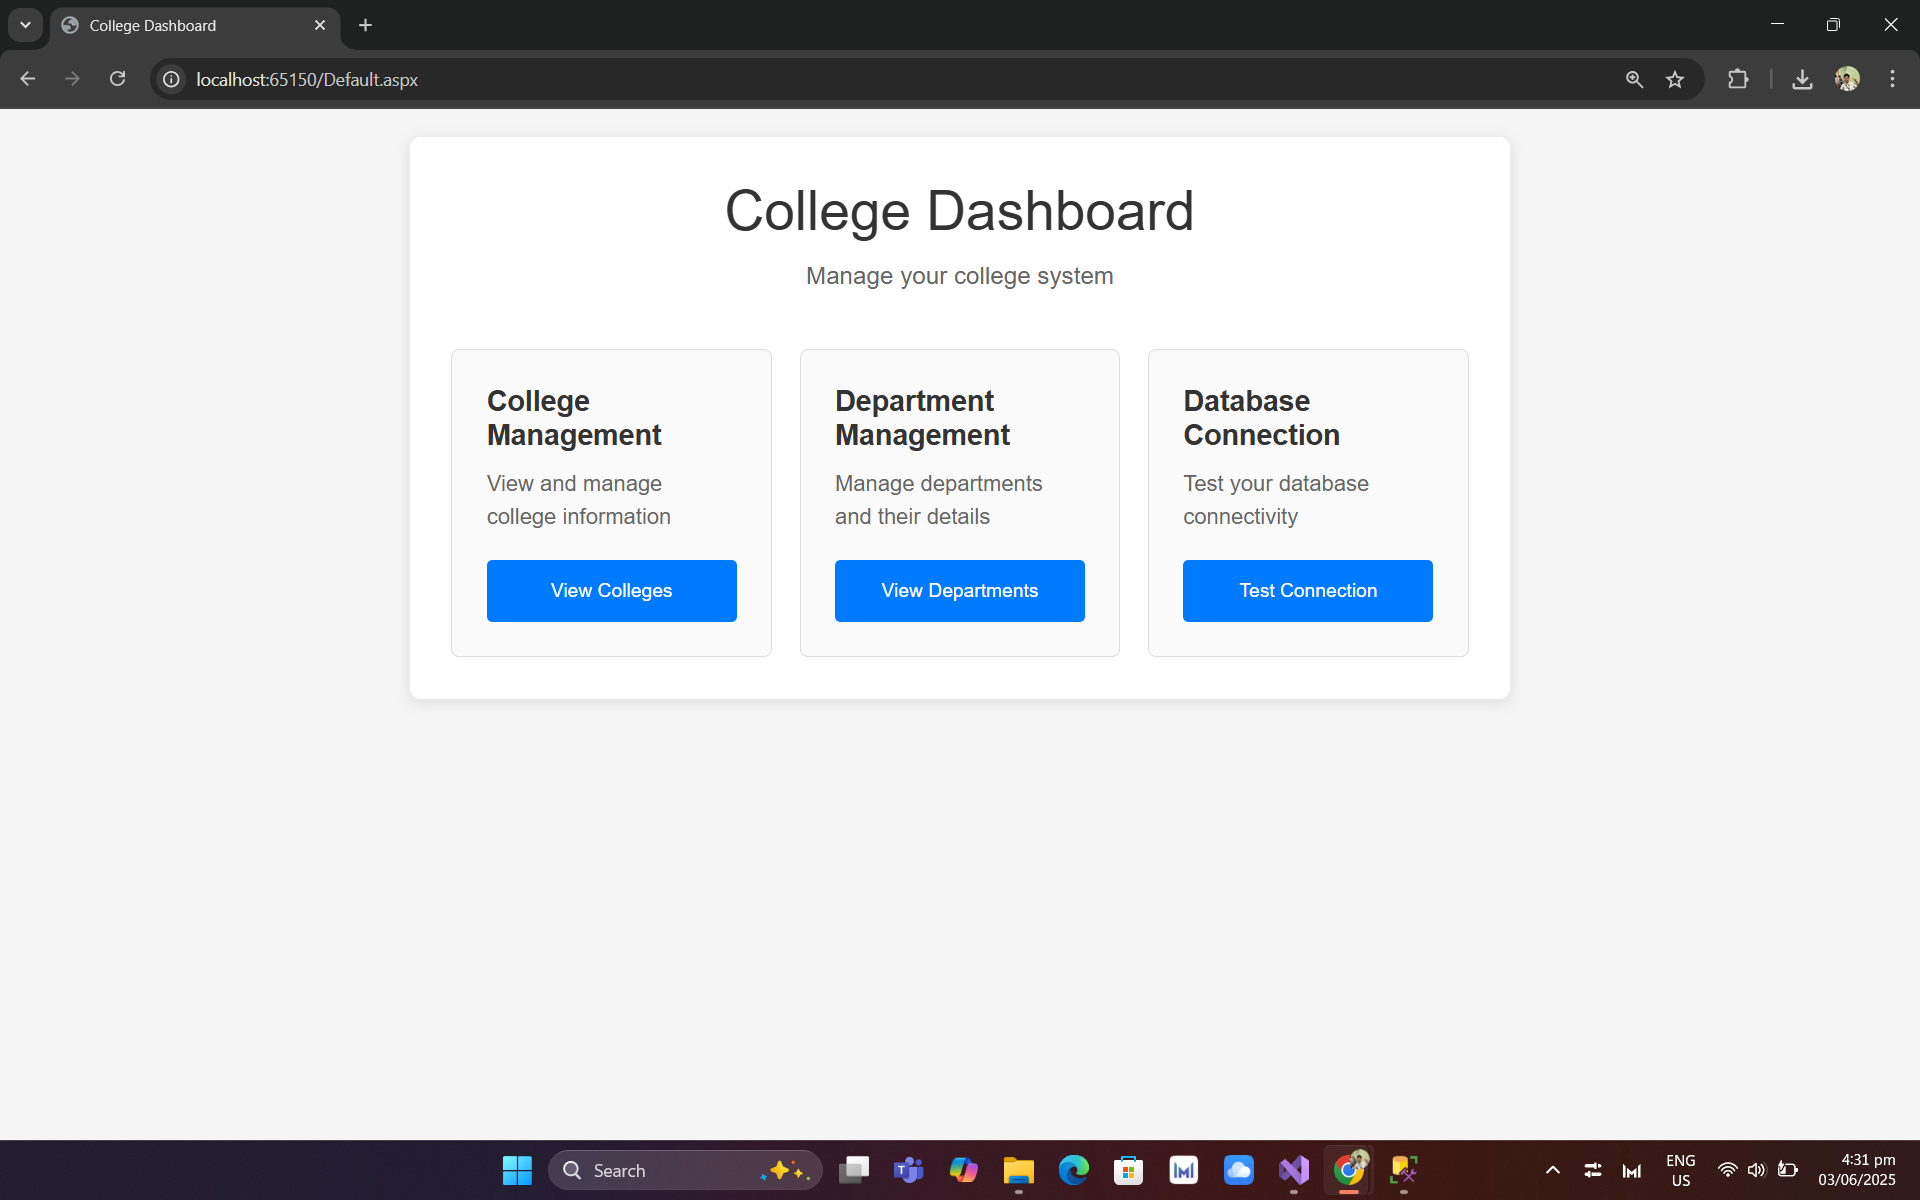 College Dashboard
localhost:65150/Default.aspx
College Dashboard
Manage your college system
College
Management
View and manage
college information
View Colleges
Department
Management
Manage departments
and their details
View Departments
Database
Connection
Test your database
connectivity
Test Connection
Search
ENG
US
4:31 pm
03/06/2025